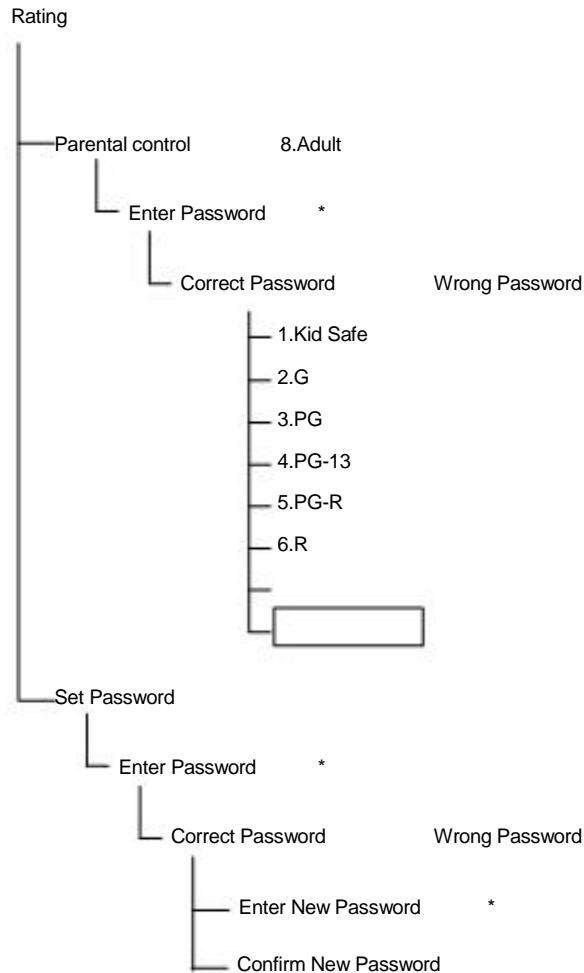 Rating
Parental control 8.Adult
Enter Password *
Correct Password Wrong Password
1.Kid Safe
2.G
3.PG
4.PG-13
5.PG-R
6.R
Set Password
Enter Password *
Correct Password Wrong Password
Enter New Password *
Confirm New Password